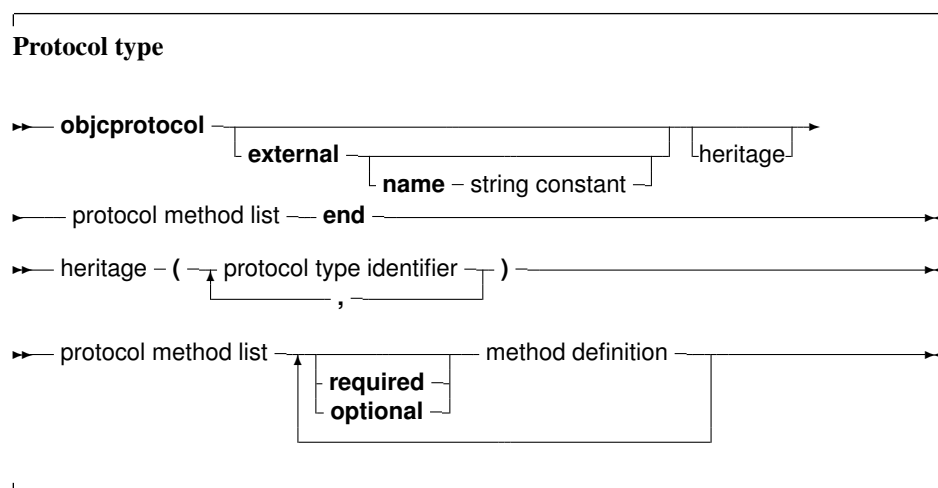 Protocol type
objcprotocol
external
heritage
name string constant
protocol method list end
heritage ( protocol type identifier )
,
protocol method list method definition
required
optional